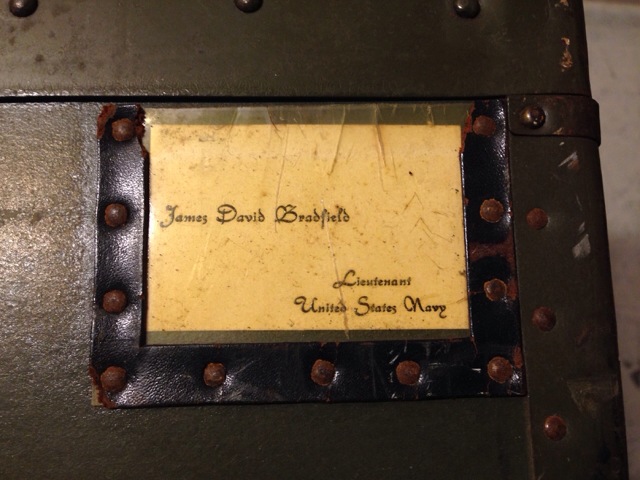 James David Bradfield
Lieutenant
United States Navy